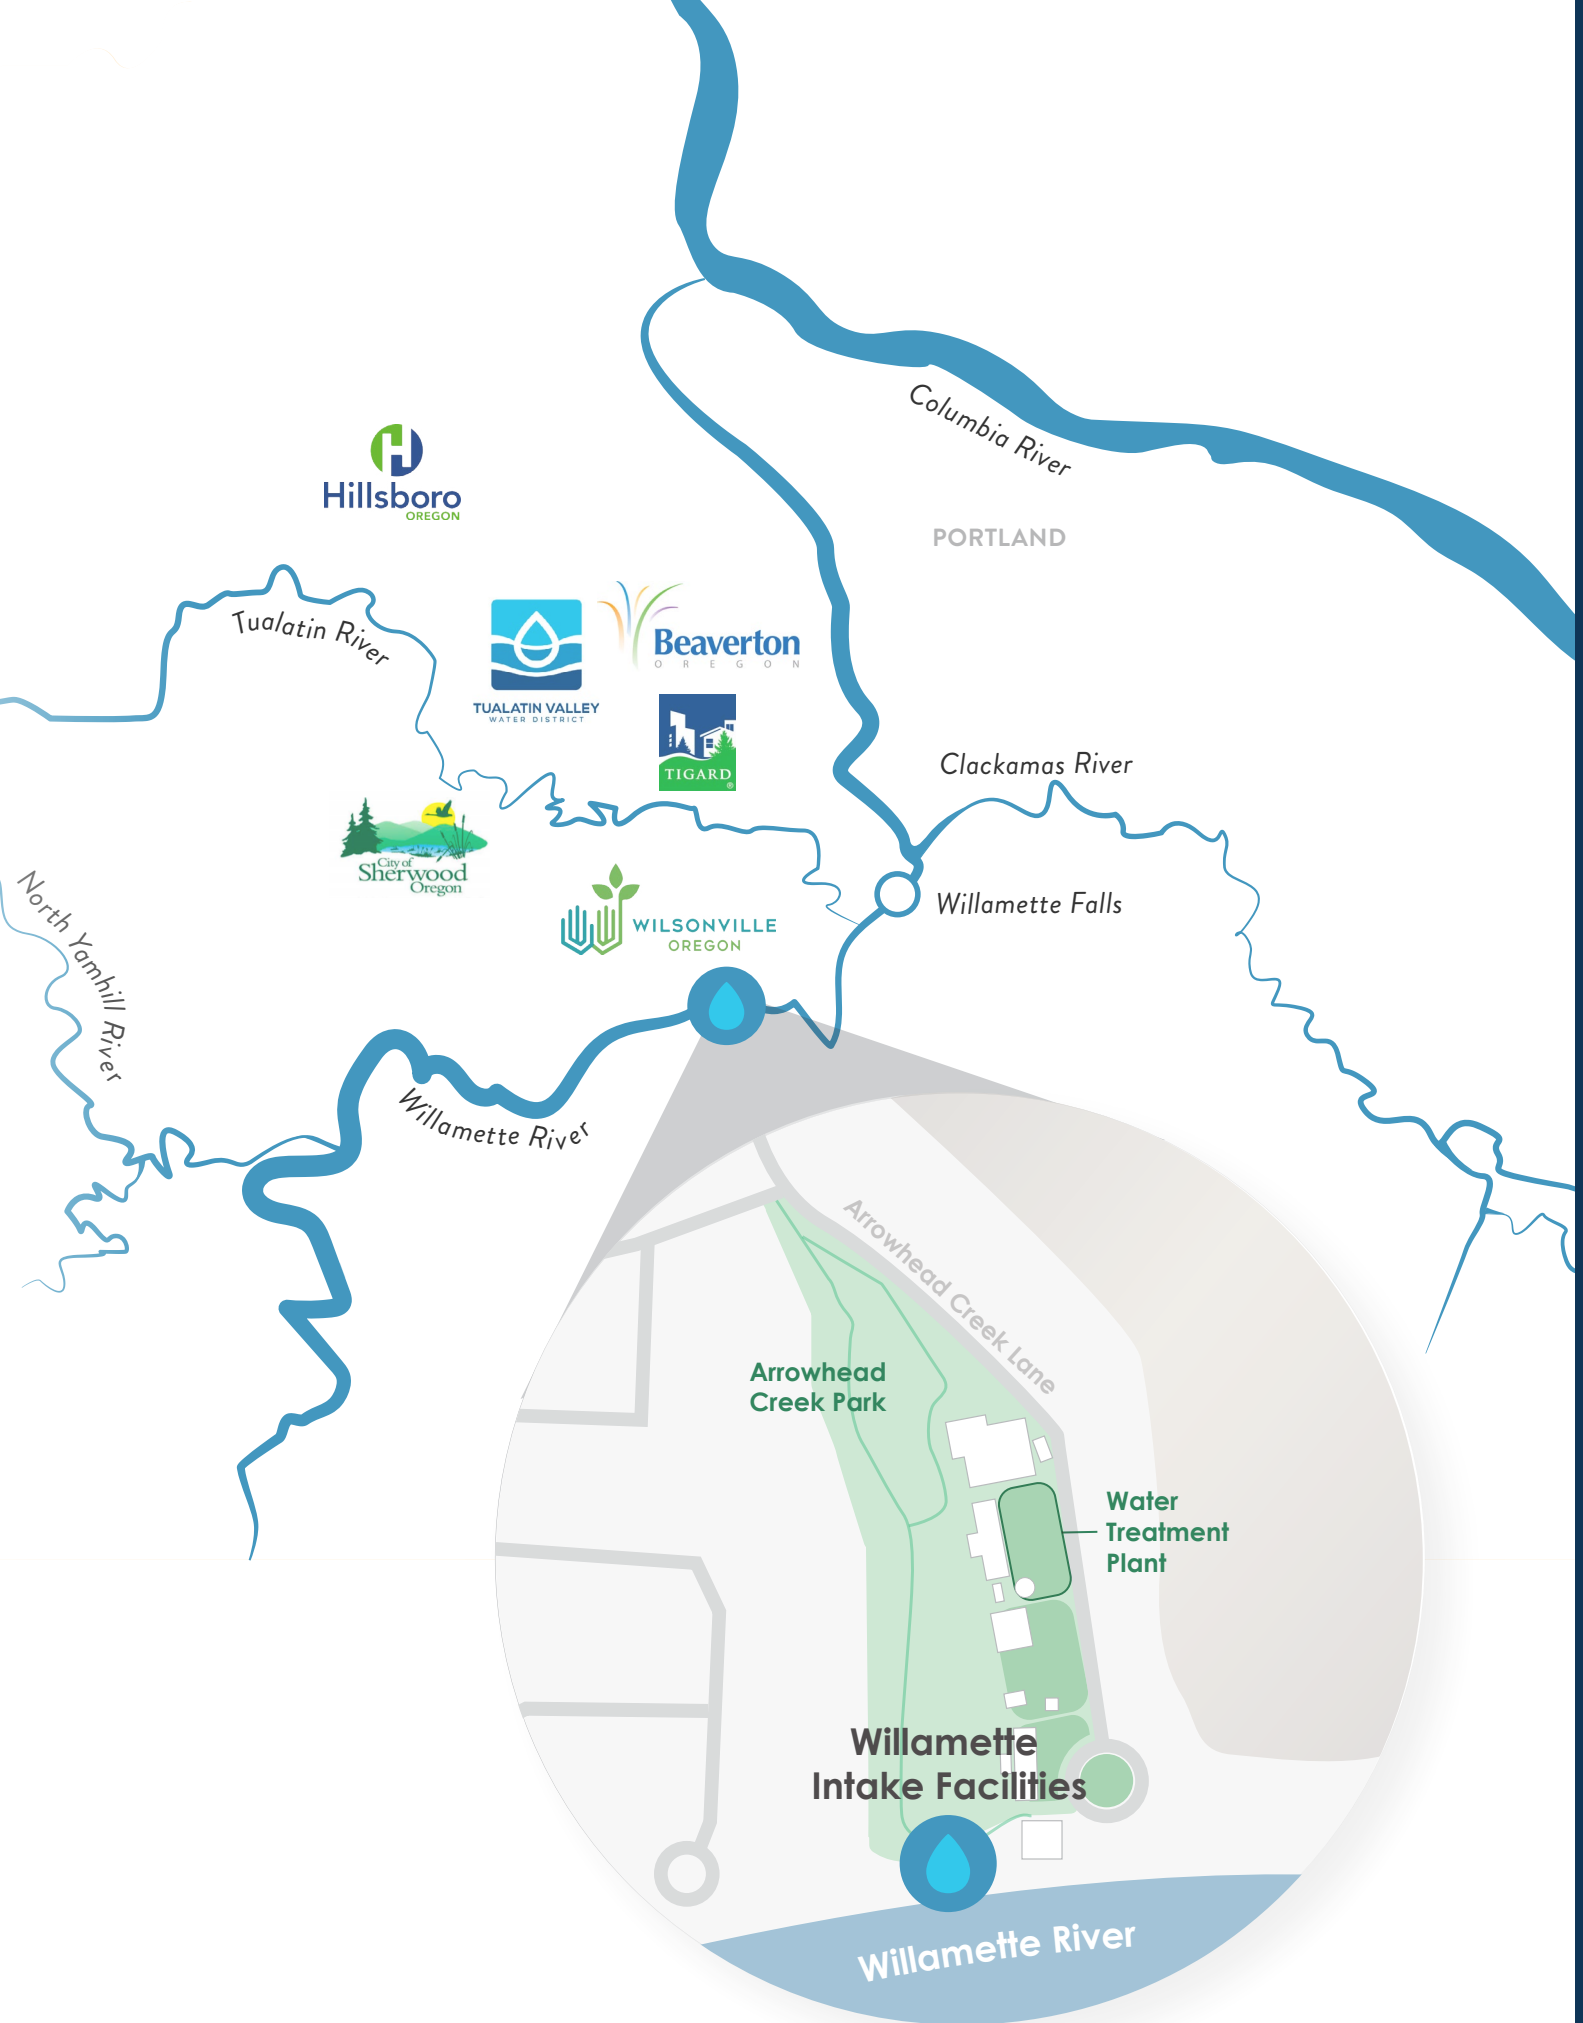 Columbia River
Hillsboro
OREGON
PORTLAND
Tualatin River
Beaverton
OREGON
TUALATIN VALLEY
WATER DISTRICT
TIGARD
®
Clackamas River
City of
Sherwood
Oregon
North Yamhill River
WILSONVILLE
OREGON
Willamette Falls
Willamette River
Arrowhead Creek Lane
Arrowhead
Creek Park
Water
Treatment
Plant
Willamette
Intake Facilities
Willamette River